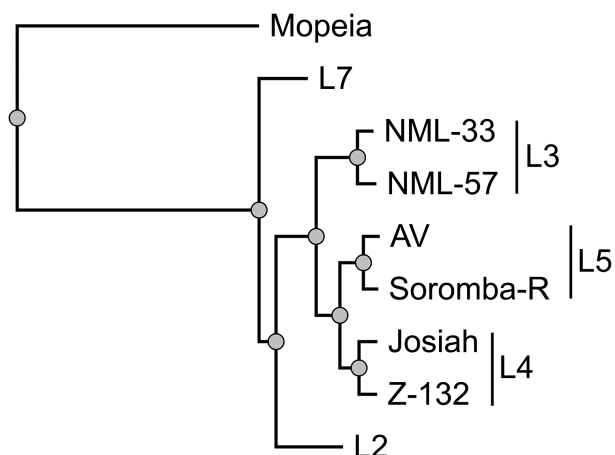 Mopeia
L7
NML-33
NML-57
L3
AV
Soromba-R
L5
Josiah
Z-132
L4
L2